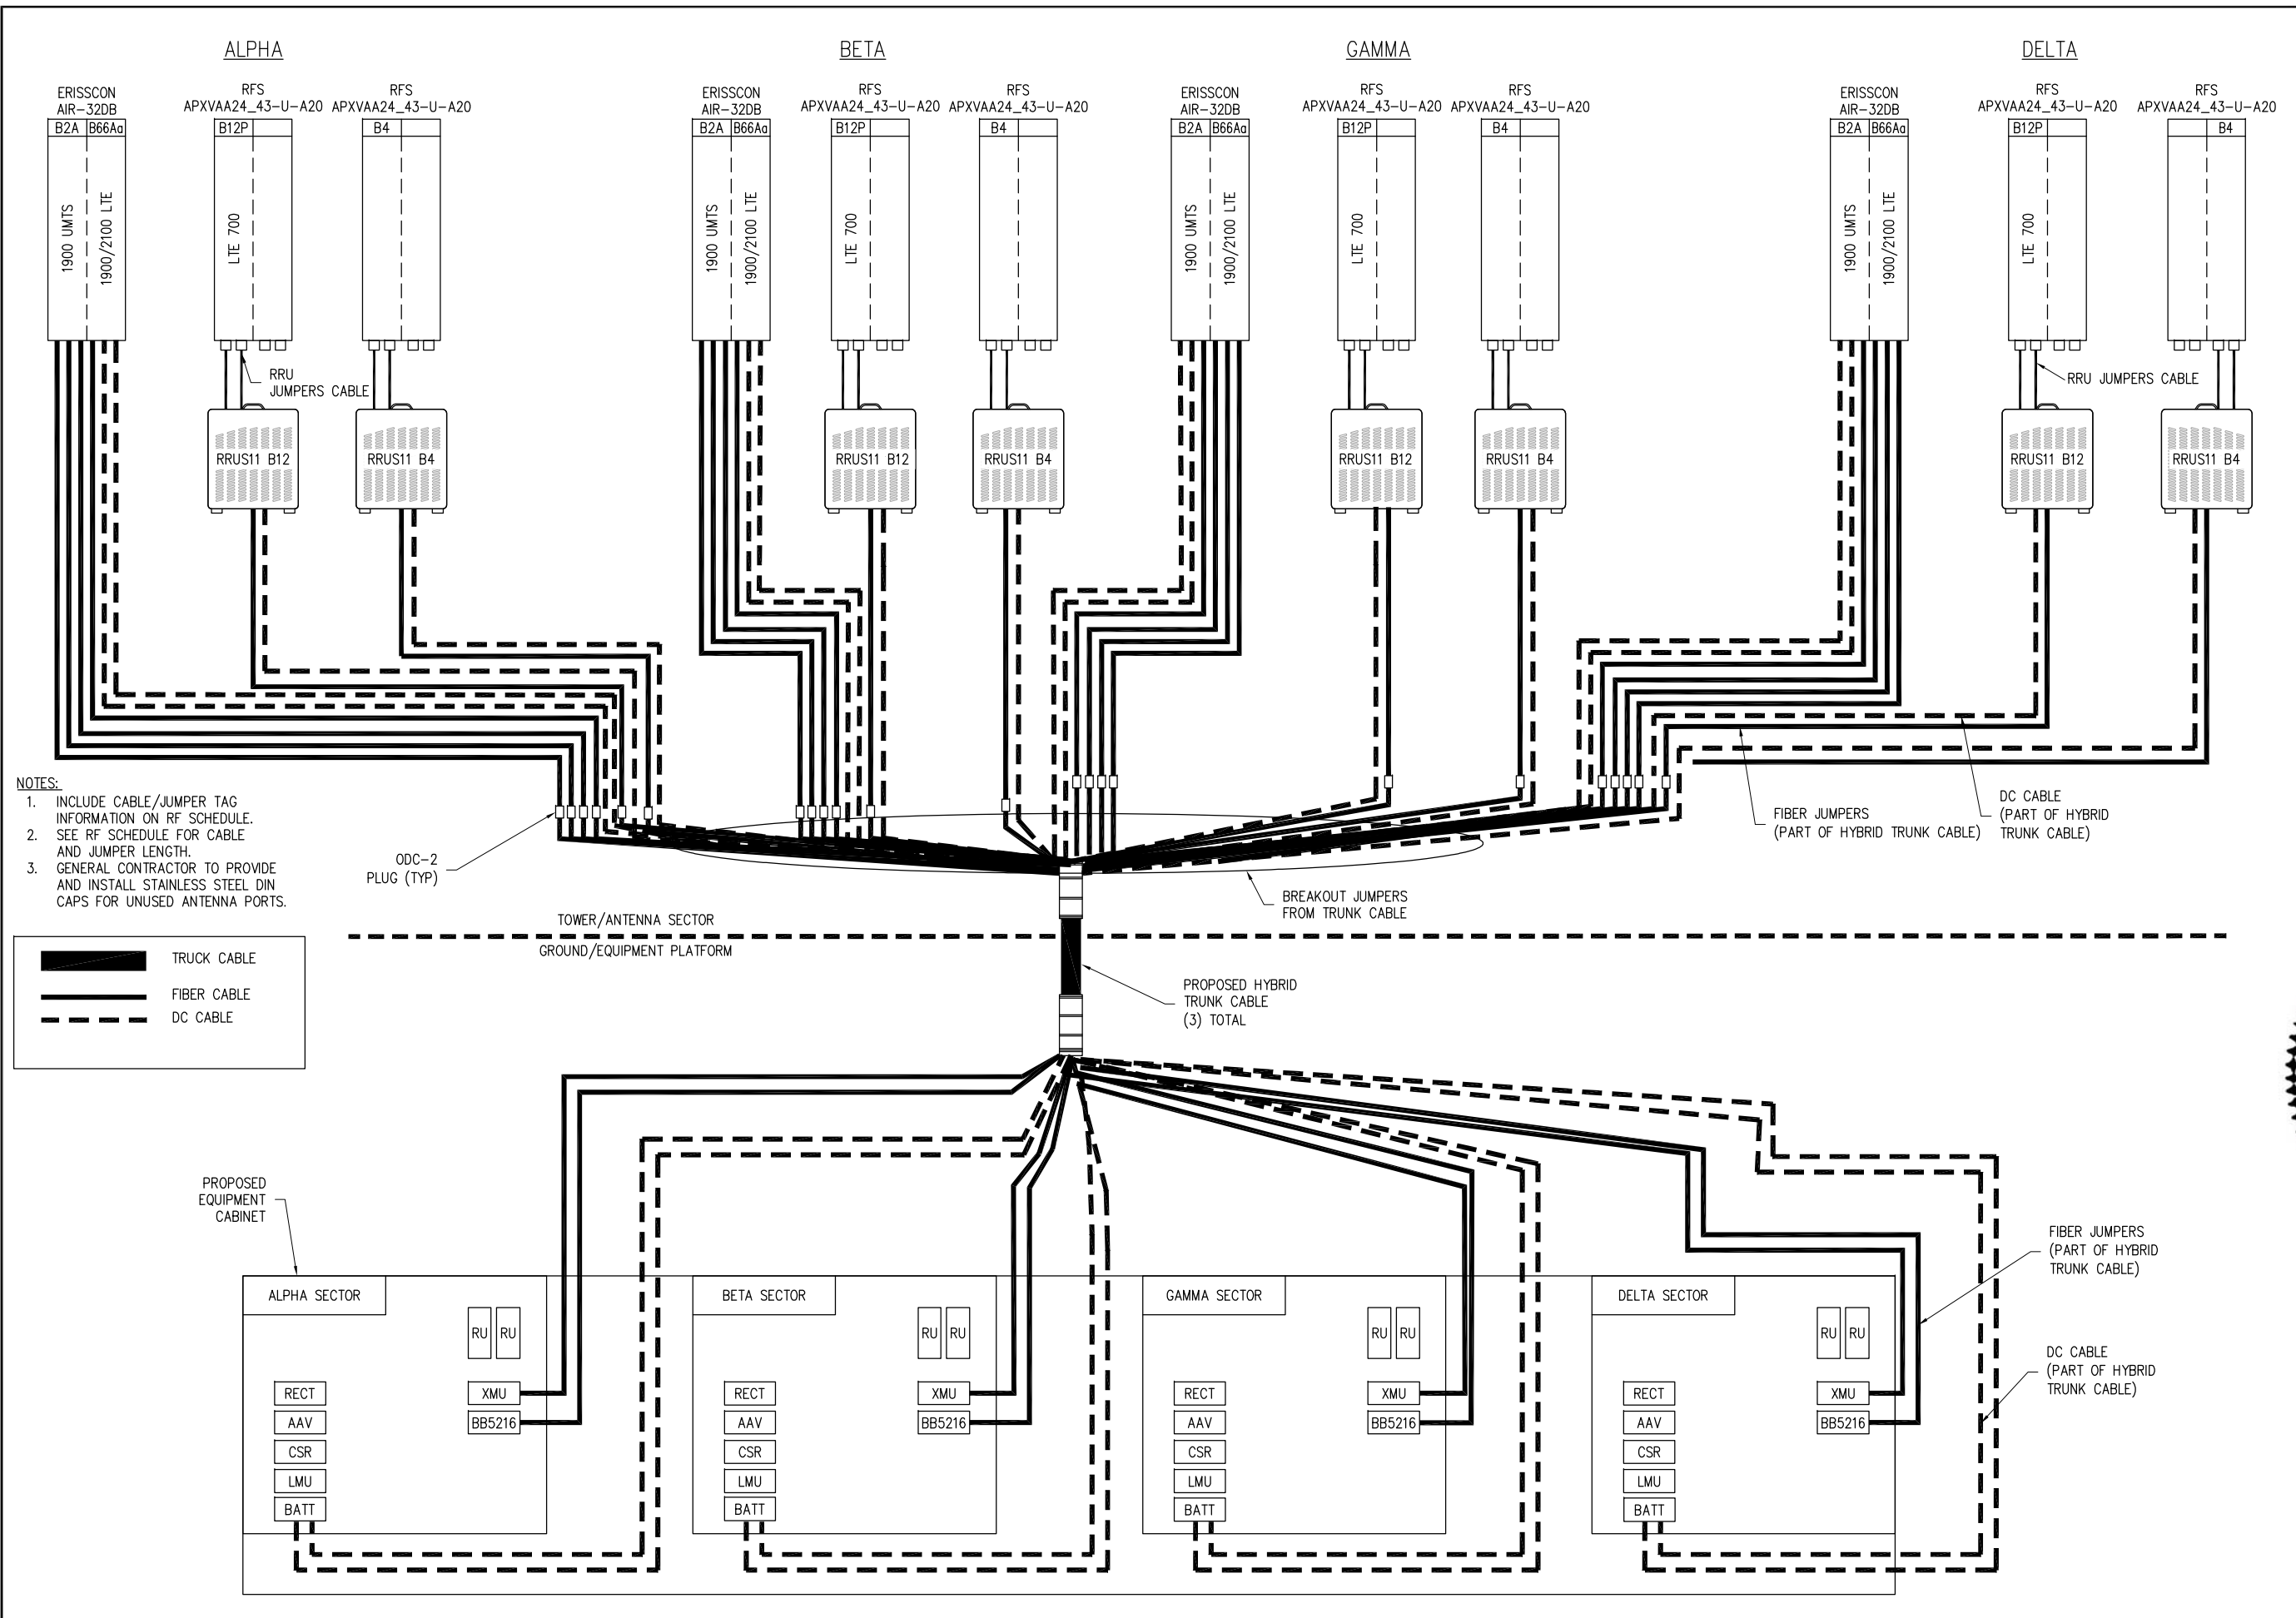 ALPHA
BETA
GAMMA
DELTA
ERISSCON
AIR-32DB
RFS
APXVAA24_43-U-A20
RFS
APXVAA24_43-U-A20
ERISSCON
AIR-32DB
RFS
APXVAA24_43-U-A20
RFS
APXVAA24_43-U-A20
ERISSCON
AIR-32DB
RFS
APXVAA24_43-U-A20
RFS
APXVAA24_43-U-A20
ERISSCON
AIR-32DB
RFS
APXVAA24_43-U-A20
RFS
APXVAA24_43-U-A20
B2A B66Aa
B12P
B4
B2A B66Aa
B12P
B4
B2A B66Aa
B12P
B4
B2A B66Aa
B12P
B4
1900 UMTS
1900/2100 LTE
LTE 700
1900 UMTS
1900/2100 LTE
LTE 700
1900 UMTS
1900/2100 LTE
LTE 700
1900 UMTS
1900/2100 LTE
LTE 700
RRU
JUMPERS CABLE
RRU JUMPERS CABLE
RRUS11 B12
RRUS11 B4
RRUS11 B12
RRUS11 B4
RRUS11 B12
RRUS11 B4
RRUS11 B12
RRUS11 B4
NOTES:
1. INCLUDE CABLE/JUMPER TAG
INFORMATION ON RF SCHEDULE.
2. SEE RF SCHEDULE FOR CABLE
AND JUMPER LENGTH.
3. GENERAL CONTRACTOR TO PROVIDE
AND INSTALL STAINLESS STEEL DIN
CAPS FOR UNUSED ANTENNA PORTS.
ODC-2
PLUG (TYP)
FIBER JUMPERS
(PART OF HYBRID TRUNK CABLE)
DC CABLE
(PART OF HYBRID
TRUNK CABLE)
BREAKOUT JUMPERS
FROM TRUNK CABLE
TOWER/ANTENNA SECTOR
GROUND/EQUIPMENT PLATFORM
TRUCK CABLE
FIBER CABLE
DC CABLE
PROPOSED HYBRID
TRUNK CABLE
(3) TOTAL
PROPOSED
EQUIPMENT
CABINET
FIBER JUMPERS
(PART OF HYBRID
TRUNK CABLE)
DC CABLE
(PART OF HYBRID
TRUNK CABLE)
ALPHA SECTOR
RU RU
RECT
XMU
AAV
BB5216
CSR
LMU
BATT
BETA SECTOR
RU RU
RECT
XMU
AAV
BB5216
CSR
LMU
BATT
GAMMA SECTOR
RU RU
RECT
XMU
AAV
BB5216
CSR
LMU
BATT
DELTA SECTOR
RU RU
RECT
XMU
AAV
BB5216
CSR
LMU
BATT